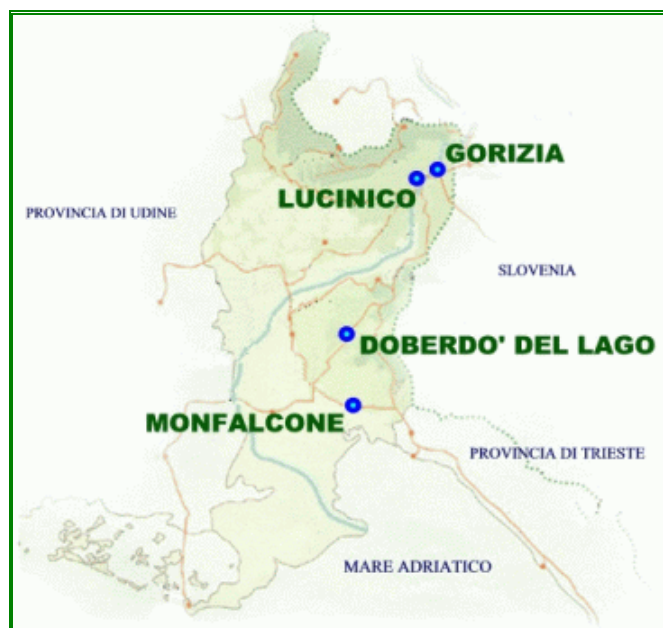 GORIZIA
LUCINICO
PROVINCIA DI UDINE
SLOVENIA
DOBERDO' DEL LAGO
MONFALCONE
PROVINCIA DI TRIESTE
MARE ADRIATICO